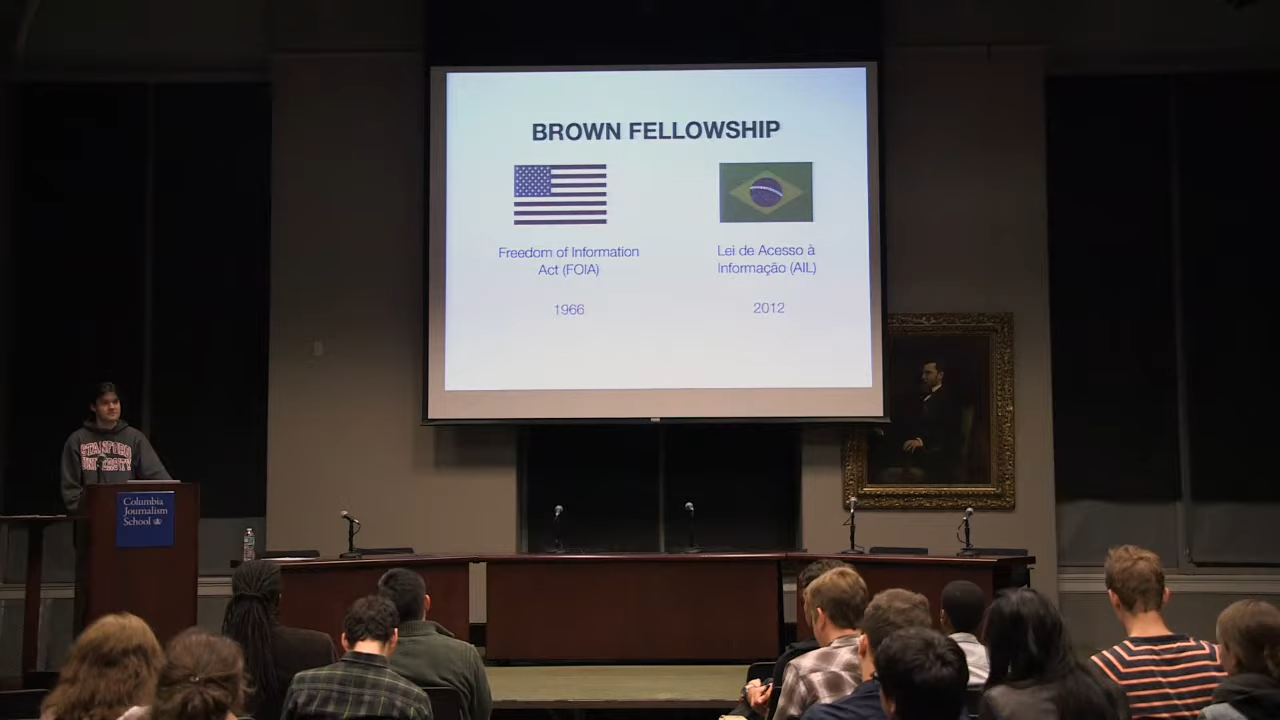 BROWN FELLOWSHIP
Freedom of Information
Act (FOIA)
1966
Lei de Acesso à
Informação (AIL)
2012
STANFORD
UNIVERSITY
Columbia
Journalism
School